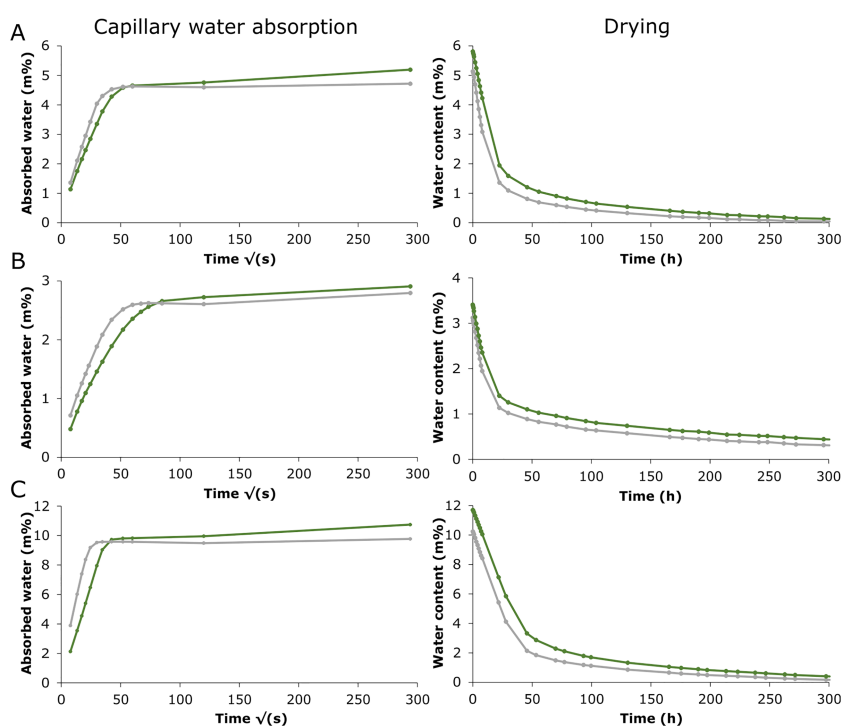 A
Capillary water absorption
Drying
Absorbed water (m%)
6
5
4
3
2
1
0
0 50 100 150 200 250 300
Time √(s)
Water content (m%)
6
5
4
3
2
1
0
0 50 100 150 200 250 300
Time (h)
B
Absorbed water (m%)
3
2
1
0
0 50 100 150 200 250 300
Time √(s)
Water content (m%)
4
3
2
1
0
0 50 100 150 200 250 300
Time (h)
C
Absorbed water (m%)
12
10
8
6
4
2
0
0 50 100 150 200 250 300
Time √(s)
Water content (m%)
12
10
8
6
4
2
0
0 50 100 150 200 250 300
Time (h)